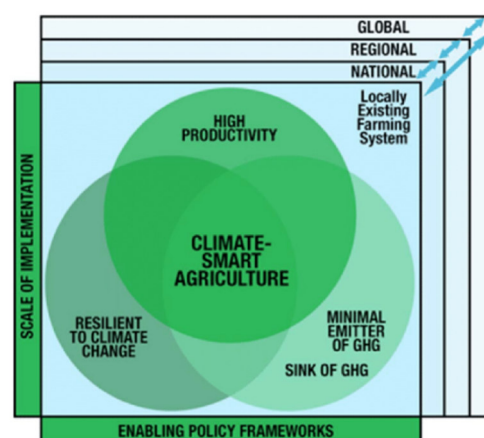 GLOBAL
REGIONAL
NATIONAL
Locally
Existing
Farming
System
HIGH
PRODUCTIVITY
CLIMATE-
SMART
AGRICULTURE
RESILIENT
TO CLIMATE
CHANGE
MINIMAL
EMITTER
OF GHG
SINK OF GHG
SCALE OF IMPLEMENTATION
ENABLING POLICY FRAMEWORKS